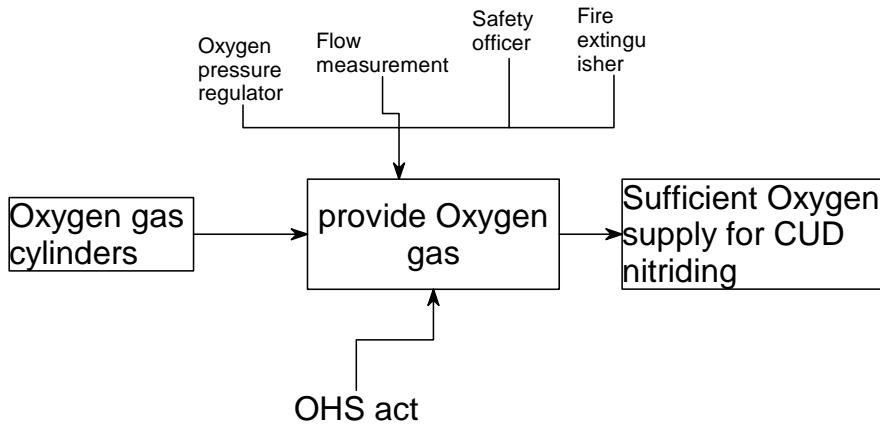 Oxygen
pressure
regulator
Flow
measurement
Safety
officer
Fire
extingu
isher
Oxygen gas
cylinders
provide Oxygen
gas
Sufficient Oxygen
supply for CUD
nitriding
OHS act